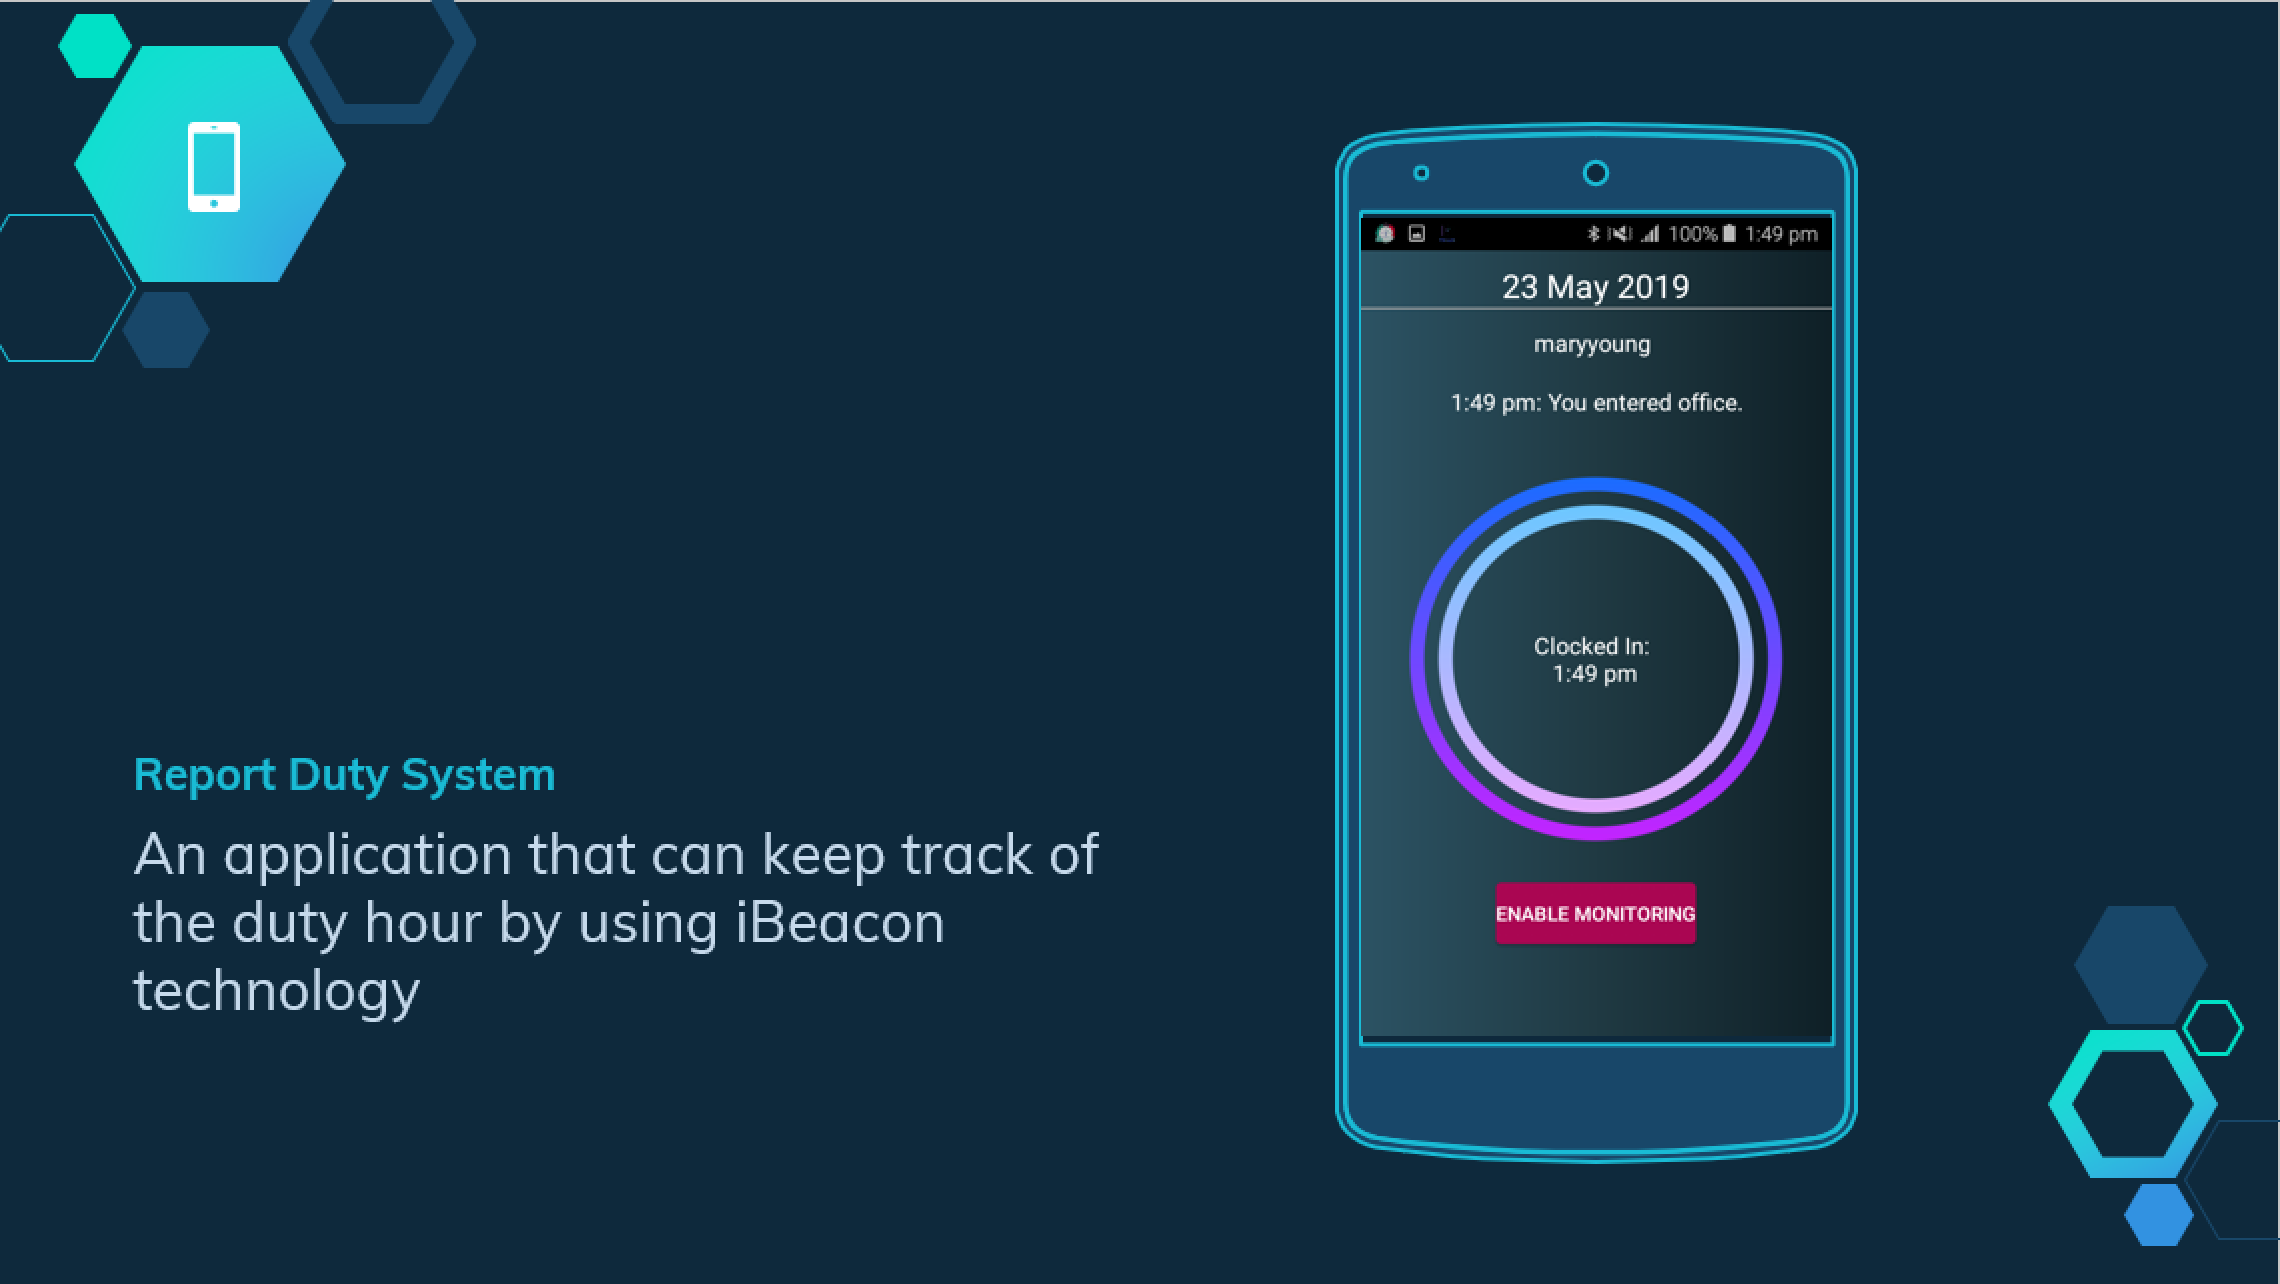 Report Duty System
An application that can keep track of
the duty hour by using iBeacon
technology
100% 1:49 pm
23 May 2019
maryyoung
1:49 pm: You entered office.
Clocked In:
1:49 pm
ENABLE MONITORING